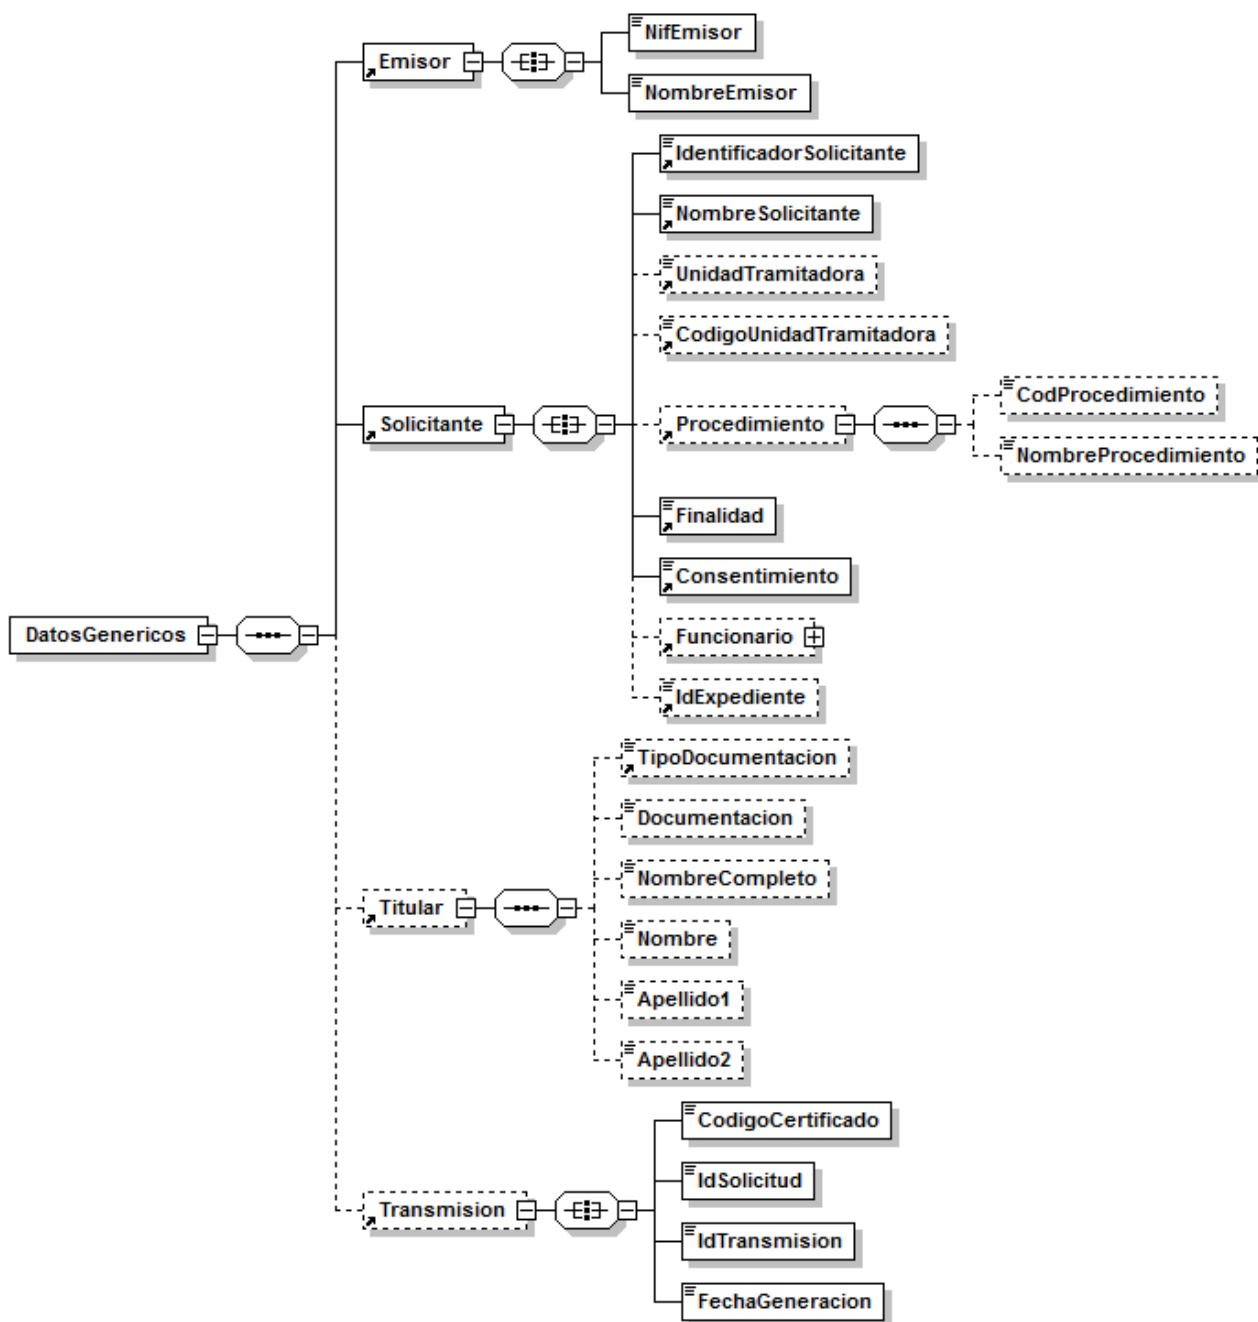 NifEmisor
Emisor
NombreEmisor
IdentificadorSolicitante
NombreSolicitante
UnidadTramitadora
CodigoUnidadTramitadora
CodProcedimiento
Solicitante
Procedimiento
NombreProcedimiento
Finalidad
Consentimiento
DatosGenericos
Funcionario
IdExpediente
TipoDocumentacion
Documentacion
NombreCompleto
Titular
Nombre
Apellido1
Apellido2
CodigoCertificado
IdSolicitud
Transmision
IdTransmision
FechaGeneracion